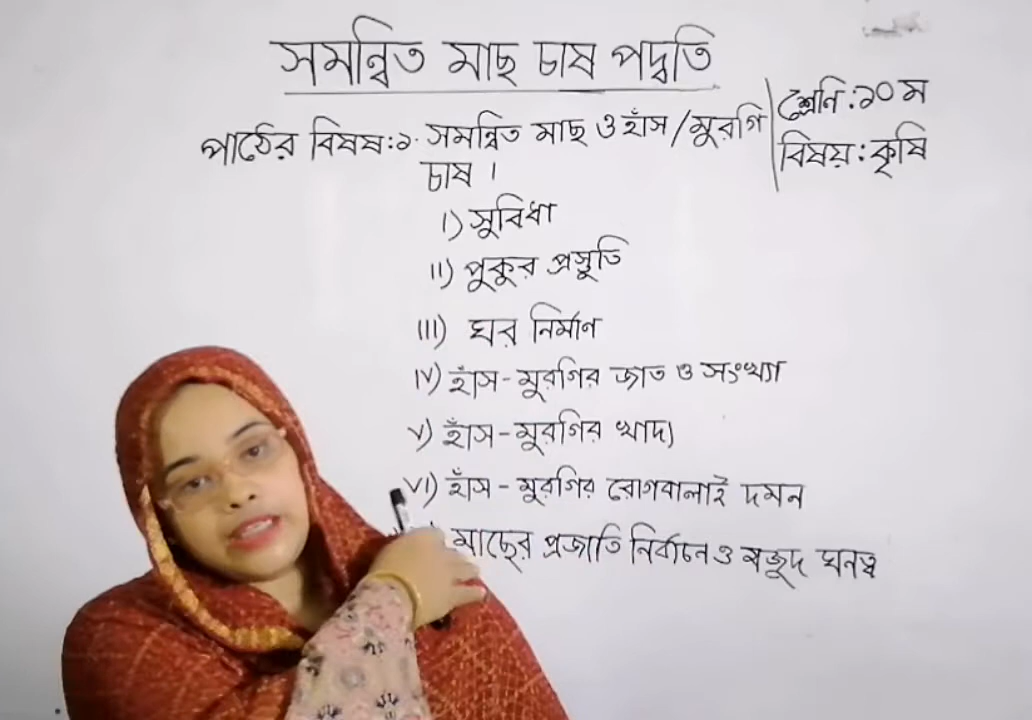 সমন্বিত মাছ চাষ পদ্ধতি
শ্রেনি : ১০ ম
বিষয় : কৃষি
পাঠের বিষয় : ১. সমন্বিত মাছ ও হাঁস / মুরগি
চাষ ।
I) সুবিধা
II) পুকুর প্রস্তুতি
III) ঘর নির্মাণ
IV) হাঁস - মুরগির জাত ও সংখ্যা
V) হাঁস - মুরগির খাদ্য
VI) হাঁস - মুরগির রোগবালাই দমন
মাছের প্রজাতি নির্বাচন ও মজুদ ঘনত্ব